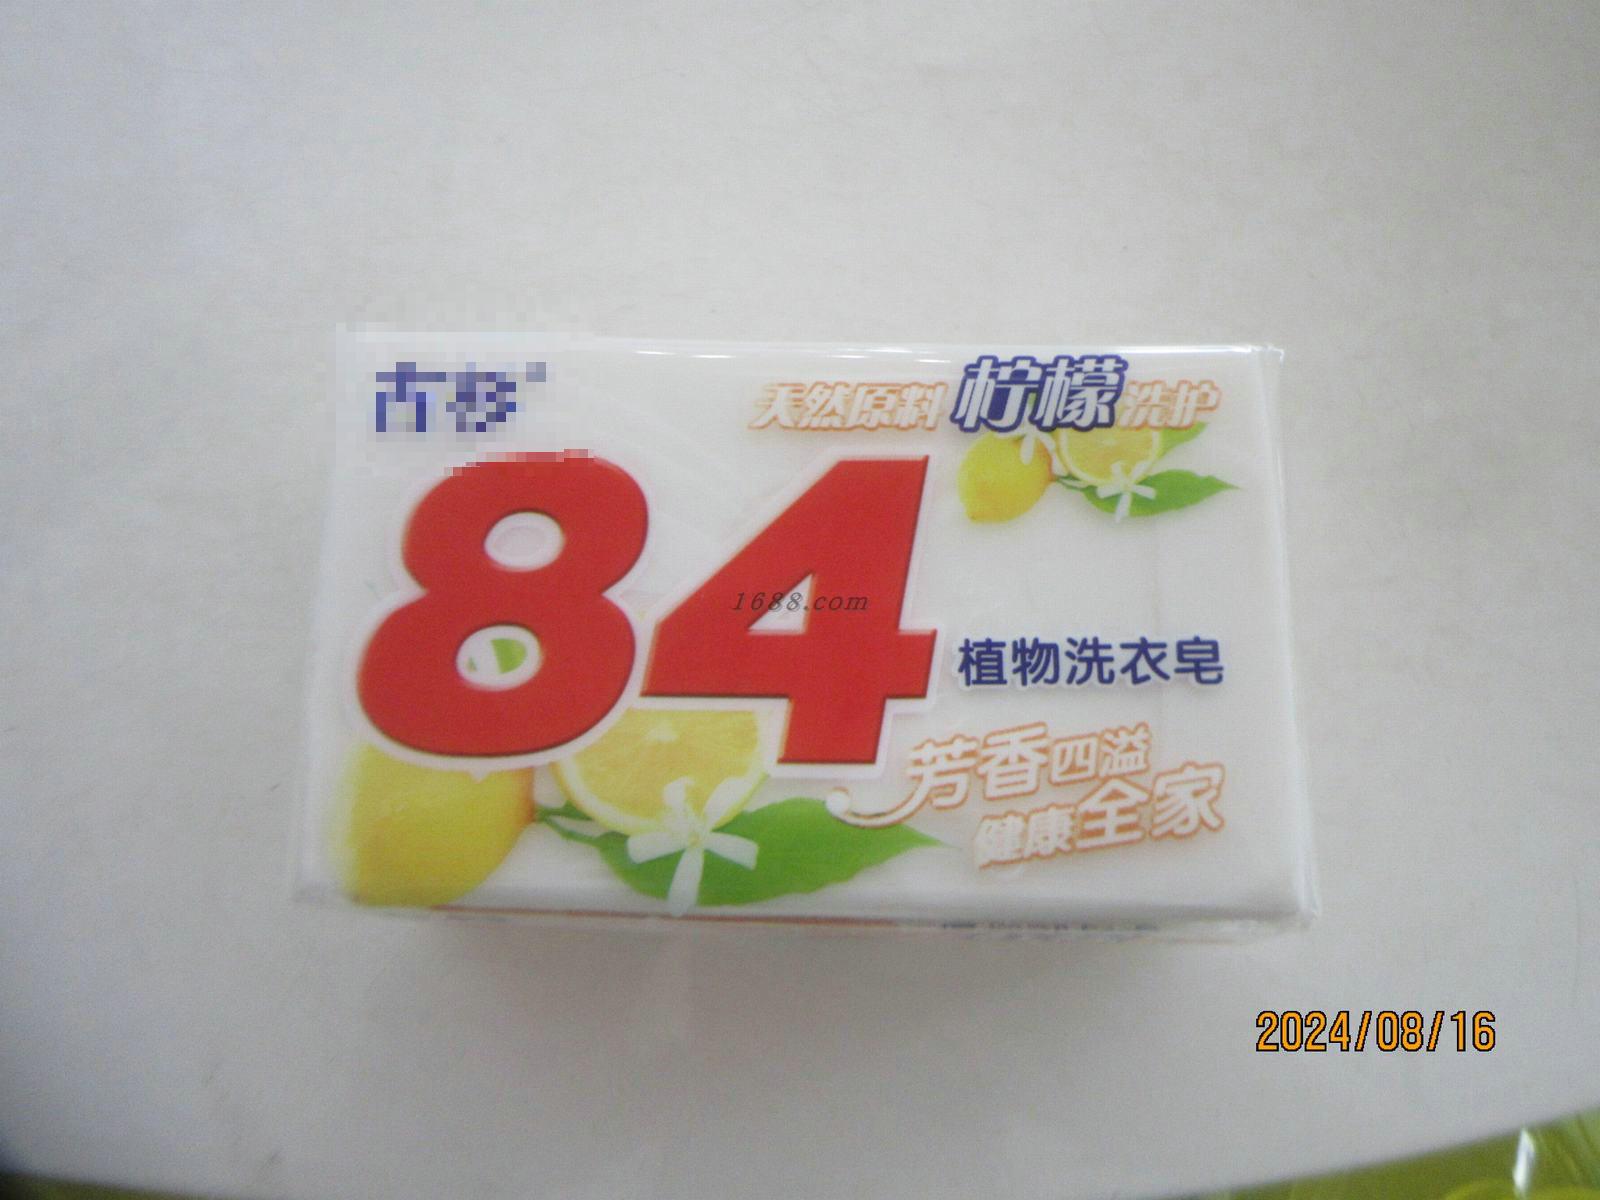 天然原料柠檬洗护
84
1688.com
植物洗衣皂
芳香四溢
健康全家
2024/08/16